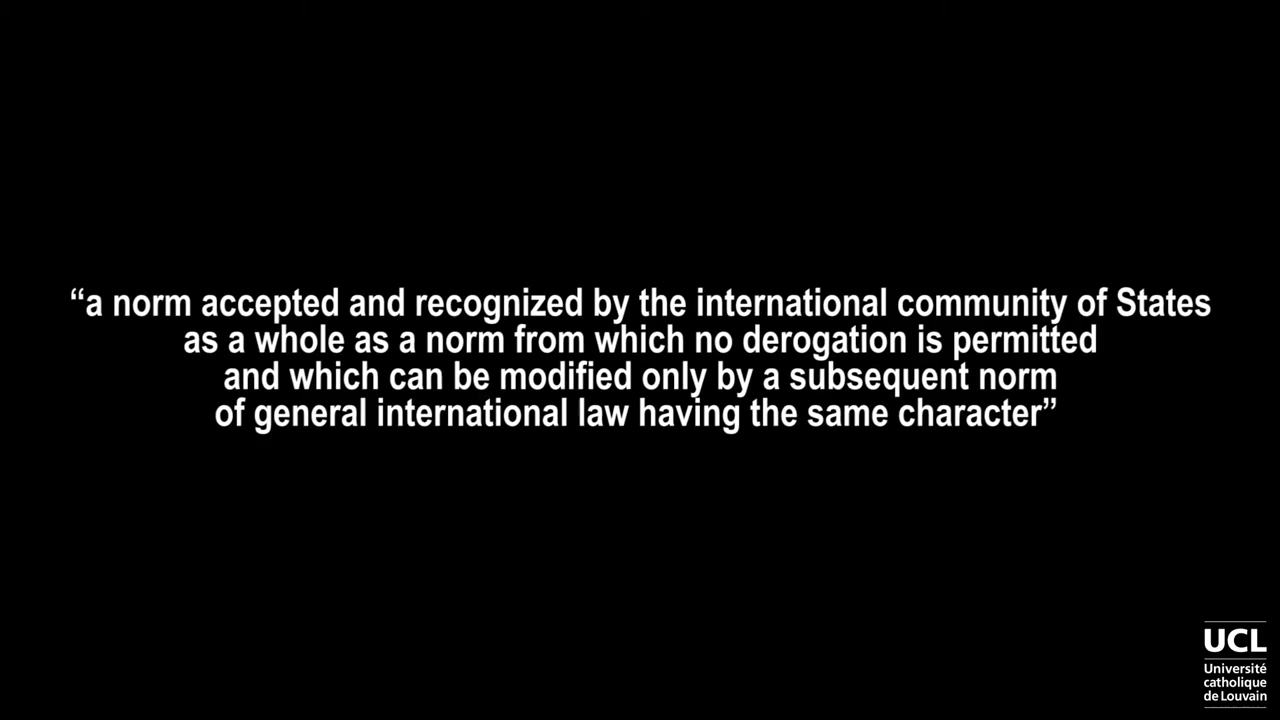 “a norm accepted and recognized by the international community of States
as a whole as a norm from which no derogation is permitted
and which can be modified only by a subsequent norm
of general international law having the same character”
UCL
Université
catholique
de Louvain